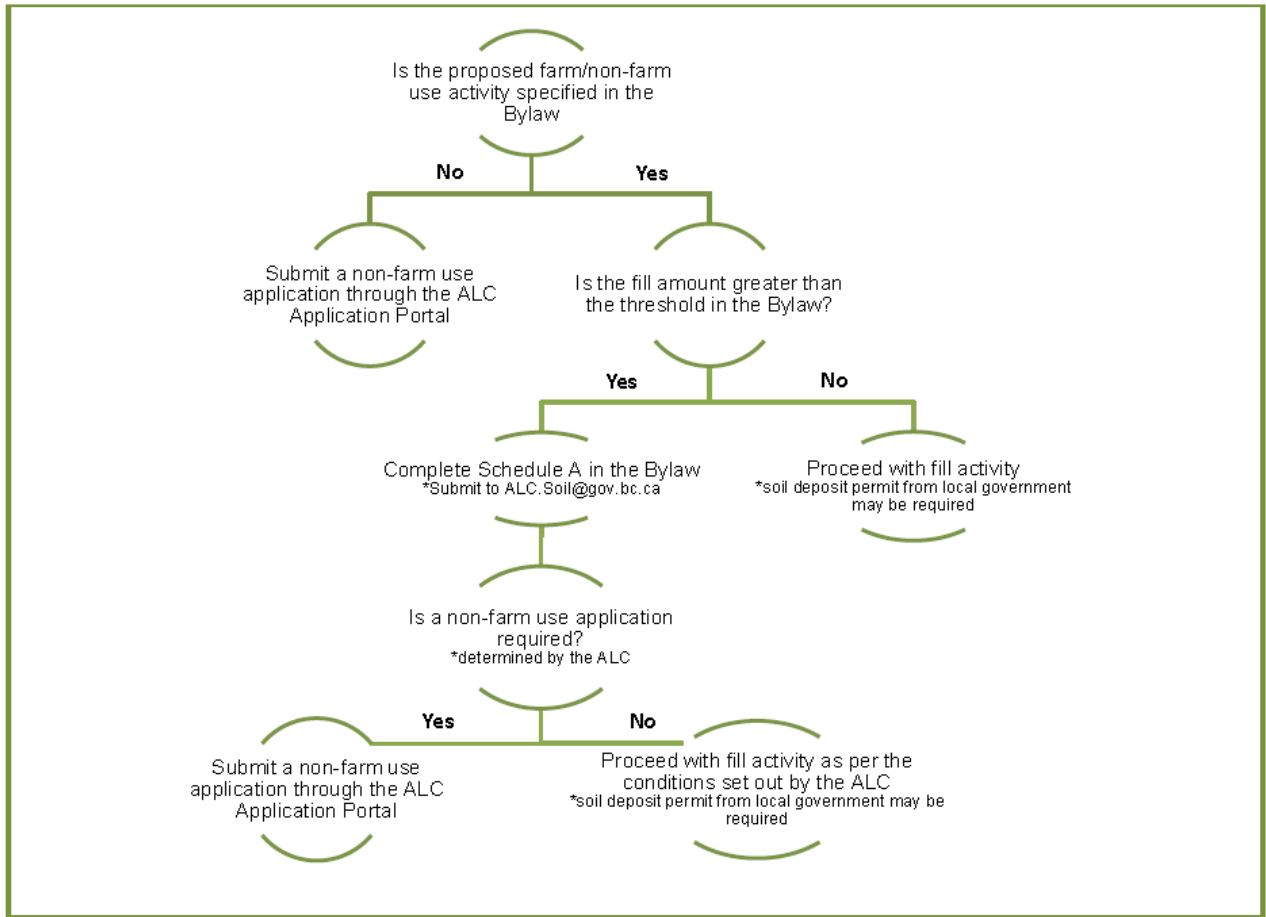 Is the proposed farm/non-farm
use activity specified in the
Bylaw
No
Yes
Submit a non-farm use
application through the ALC
Application Portal
Is the fill amount greater than
the threshold in the Bylaw?
Yes
No
Complete Schedule A in the Bylaw
*Submit to ALC.Soil@gov.bc.ca
Proceed with fill activity
*soil deposit permit from local government
may be required
Is a non-farm use application
required?
*determined by the ALC
Yes
No
Submit a non-farm use
application through the ALC
Application Portal
Proceed with fill activity as per the
conditions set out by the ALC
*soil deposit permit from local government may be
required